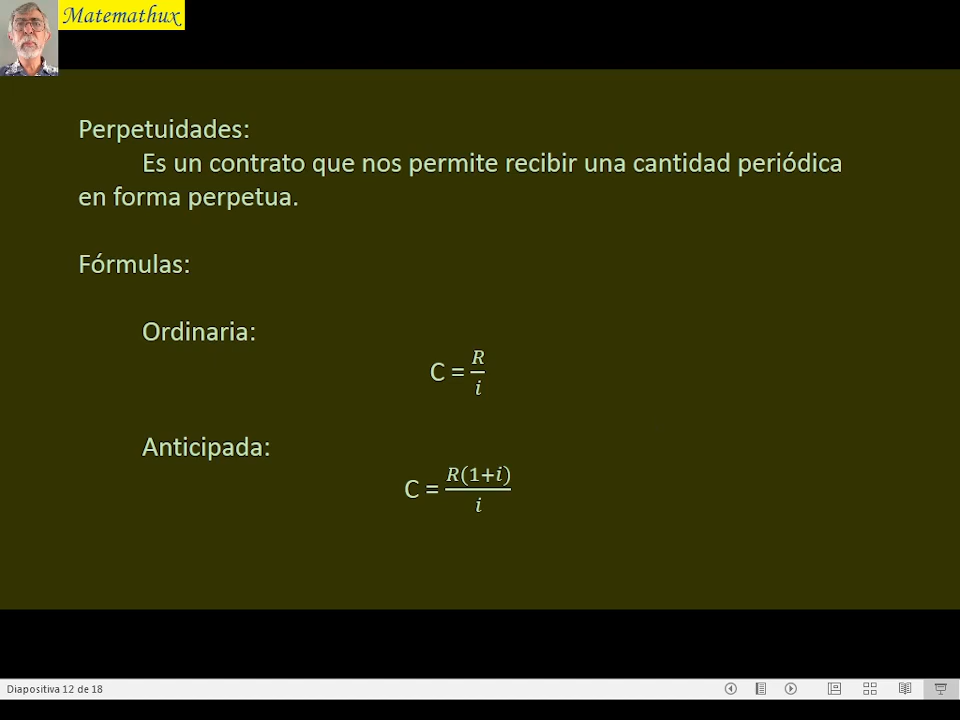 Matemathux
Perpetuidades:
Es un contrato que nos permite recibir una cantidad periódica
en forma perpetua.
Fórmulas:
Ordinaria:
C = R/i
Anticipada:
C = R(1+i)/i
Diapositiva 12 de 18